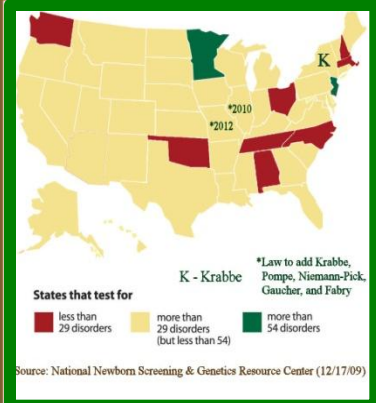 K
*2010
*2012
K - Krabbe
*Law to add Krabbe,
Pompe, Niemann-Pick,
Gaucher, and Fabry
States that test for
less than
29 disorders
more than
29 disorders
(but less than 54)
more than
54 disorders
Source: National Newborn Screening & Genetics Resource Center (12/17/09)